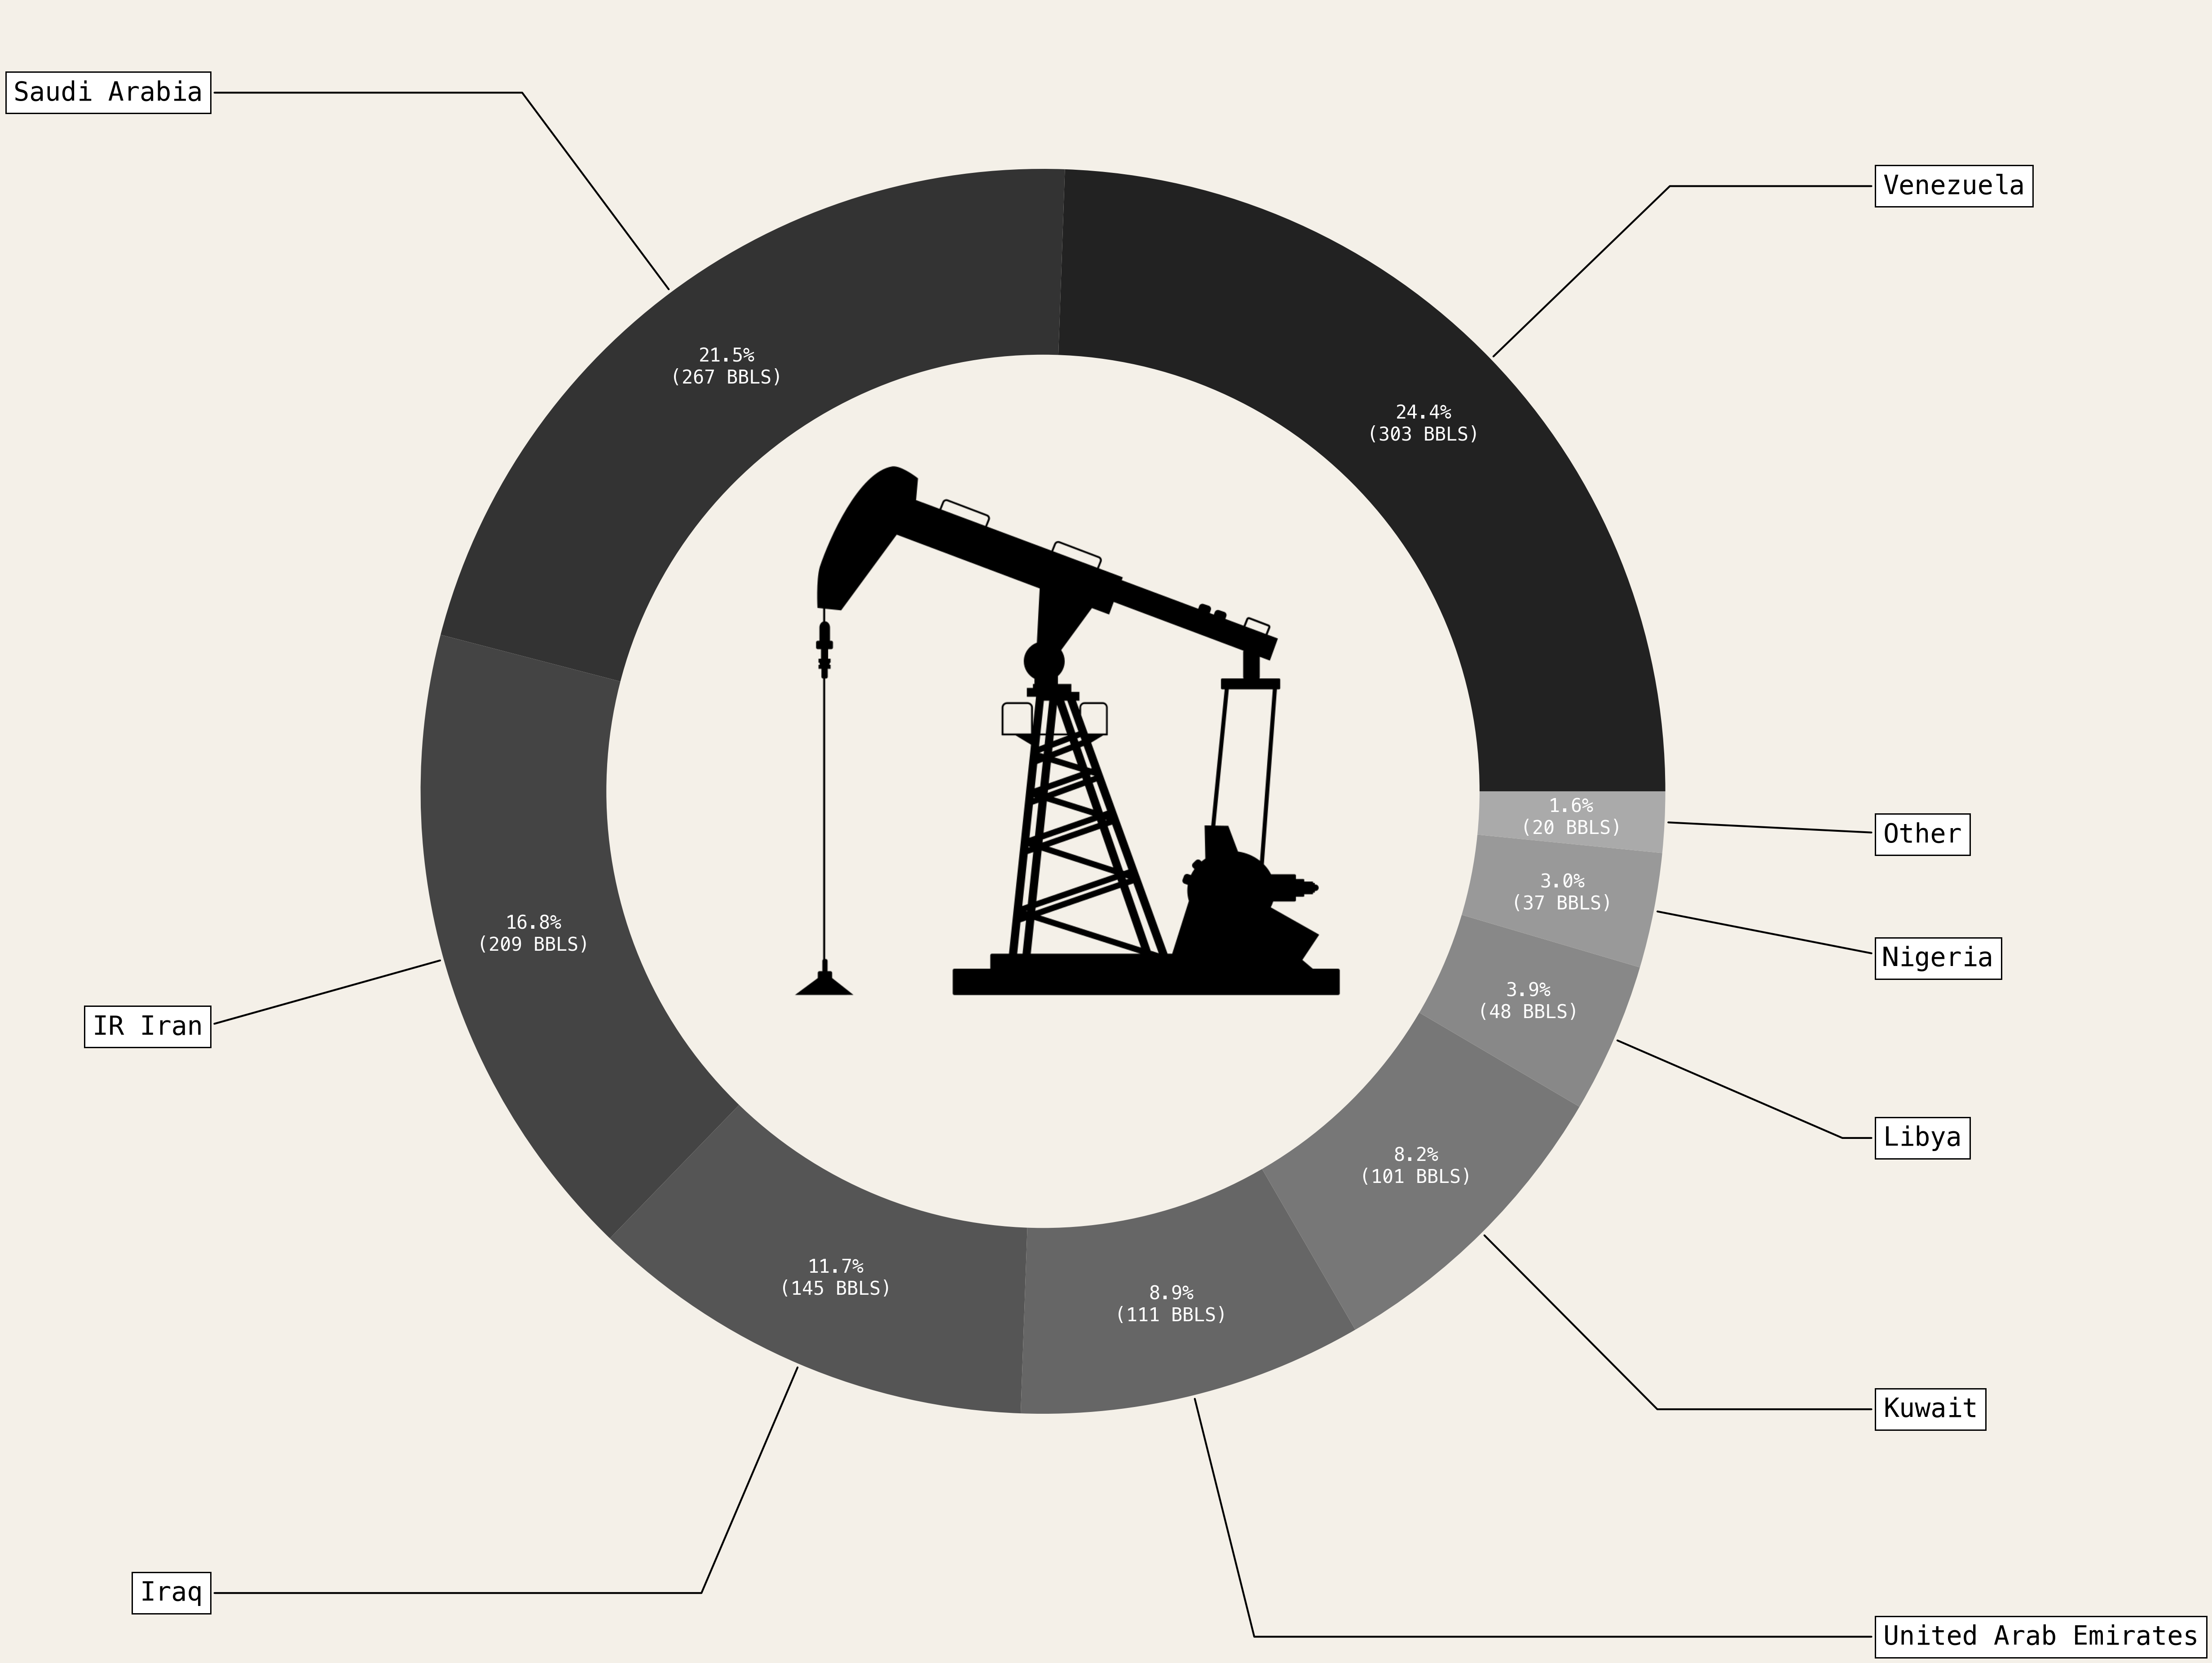 Saudi Arabia
Venezuela
21.5%
(267 BBLS)
24.4%
(303 BBLS)
1.6%
(20 BBLS)
Other
3.0%
(37 BBLS)
16.8%
(209 BBLS)
Nigeria
3.9%
(48 BBLS)
IR Iran
Libya
8.2%
(101 BBLS)
11.7%
(145 BBLS)
8.9%
(111 BBLS)
Kuwait
Iraq
United Arab Emirates